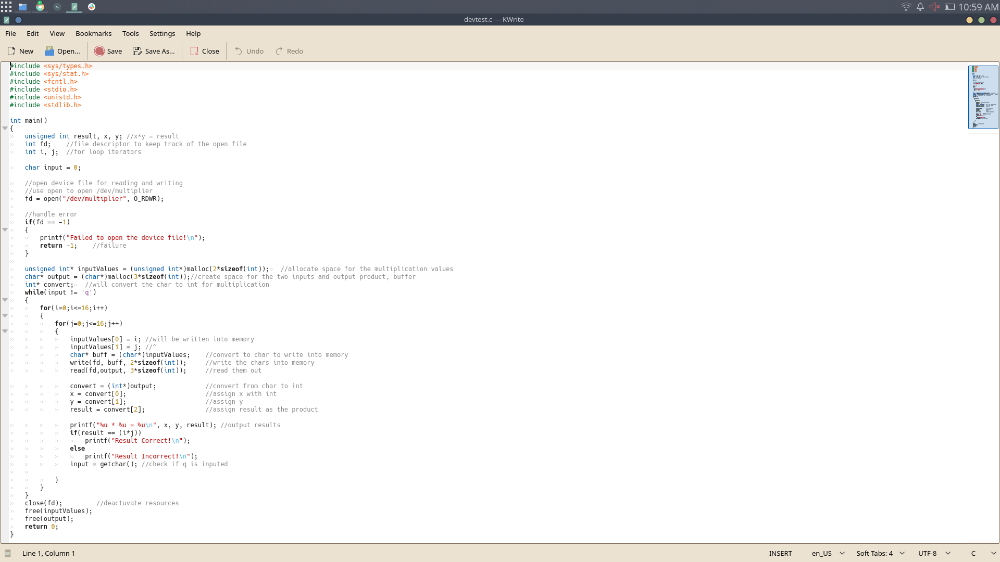 10:59 AM
devtest.c — KWrite
File Edit View Bookmarks Tools Settings Help
New Open... Save Save As... Close Undo Redo
#include <sys/types.h>
#include <sys/stat.h>
#include <fcntl.h>
#include <stdio.h>
#include <unistd.h>
#include <stdlib.h>
int main()
{
unsigned int result, x, y; //x*y = result
int fd;    //file descriptor to keep track of the open file
int i, j;  //for loop iterators
char input = 0;
//open device file for reading and writing
//use open to open /dev/multiplier
fd = open("/dev/multiplier", O_RDWR);
//handle error
if(fd == -1)
{
printf("Failed to open the device file!\n");
return -1;    //failure
}
unsigned int* inputValues = (unsigned int*)malloc(2*sizeof(int));  //allocate space for the multiplication values
char* output = (char*)malloc(3*sizeof(int));//create space for the two inputs and output product, buffer
int* convert;  //will convert the char to int for multiplication
while(input != 'q')
{
for(i=0;i<=16;i++)
{
for(j=0;j<=16;j++)
{
inputValues[0] = i; //will be written into memory
inputValues[1] = j; //^
char* buff = (char*)inputValues;    //convert to char to write into memory
write(fd, buff, 2*sizeof(int));     //write the chars into memory
read(fd,output, 3*sizeof(int));     //read them out
convert = (int*)output;             //convert from char to int
x = convert[0];                     //assign x with int
y = convert[1];                     //assign y
result = convert[2];                //assign result as the product
printf("%u * %u = %u\n", x, y, result); //output results
if(result == (i*j))
printf("Result Correct!\n");
else
printf("Result Incorrect!\n");
input = getchar(); //check if q is inputed
}
}
}
close(fd);         //deactuvate resources
free(inputValues);
free(output);
return 0;
}
Line 1, Column 1 INSERT en_US Soft Tabs: 4 UTF-8 C